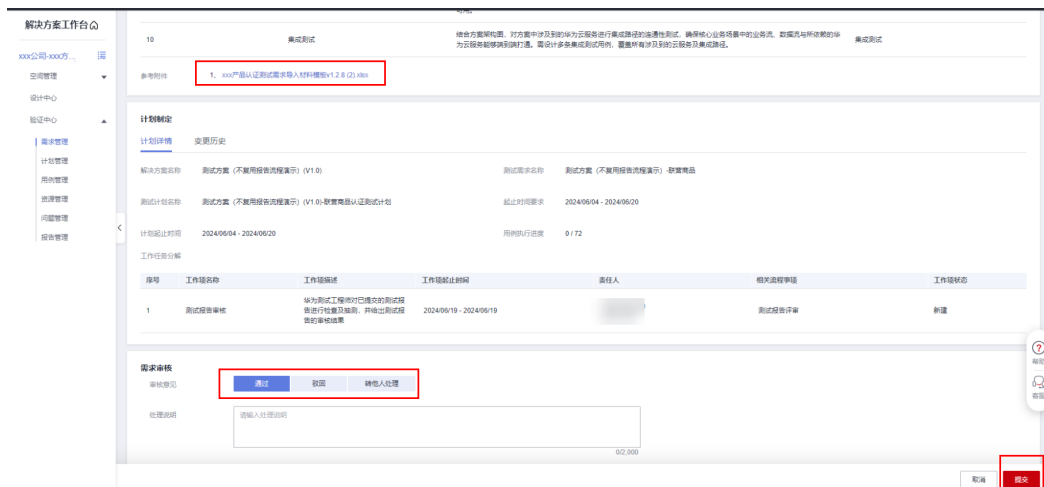 解决方案工作台
xxx公司-xxx方...
空间管理
设计中心
验证中心
需求管理
计划管理
用例管理
资源管理
问题管理
报告管理
10
集成测试
结合方案架构图,对方案中涉及到的华为云服务进行集成路径的连通性测试,确保核心业务场景中的业务流、数据流与所依赖的华
为云服务能够端到端打通。需设计多条集成测试用例,覆盖所有涉及到的云服务及集成路径。
集成测试
参考附件
1、 xxx产品认证测试需求导入材料模板v1.2.8 (2).xlsx
计划制定
计划详情 变更历史
解决方案名称 测试方案(不复用报告流程演示)(V1.0) 测试需求名称 测试方案(不复用报告流程演示)-联营商品
测试计划名称 测试方案(不复用报告流程演示)(V1.0)-联营商品认证测试计划 起止时间要求 2024/06/04 - 2024/06/20
计划起止时间 2024/06/04 - 2024/06/20 用例执行进度 0 / 72
工作任务分解
序号 工作项名称 工作项描述 工作项起止时间 责任人 相关流程事项 工作项状态
1 测试报告审核
华为测试工程师对已提交的测试报
告进行检查及抽测,并给出测试报
告的审核结果
2024/06/19 - 2024/06/19 测试报告评审 新建
需求审核
审核意见 通过 驳回 转他人处理
处理说明 请输入处理说明
0/2,000
取消 提交